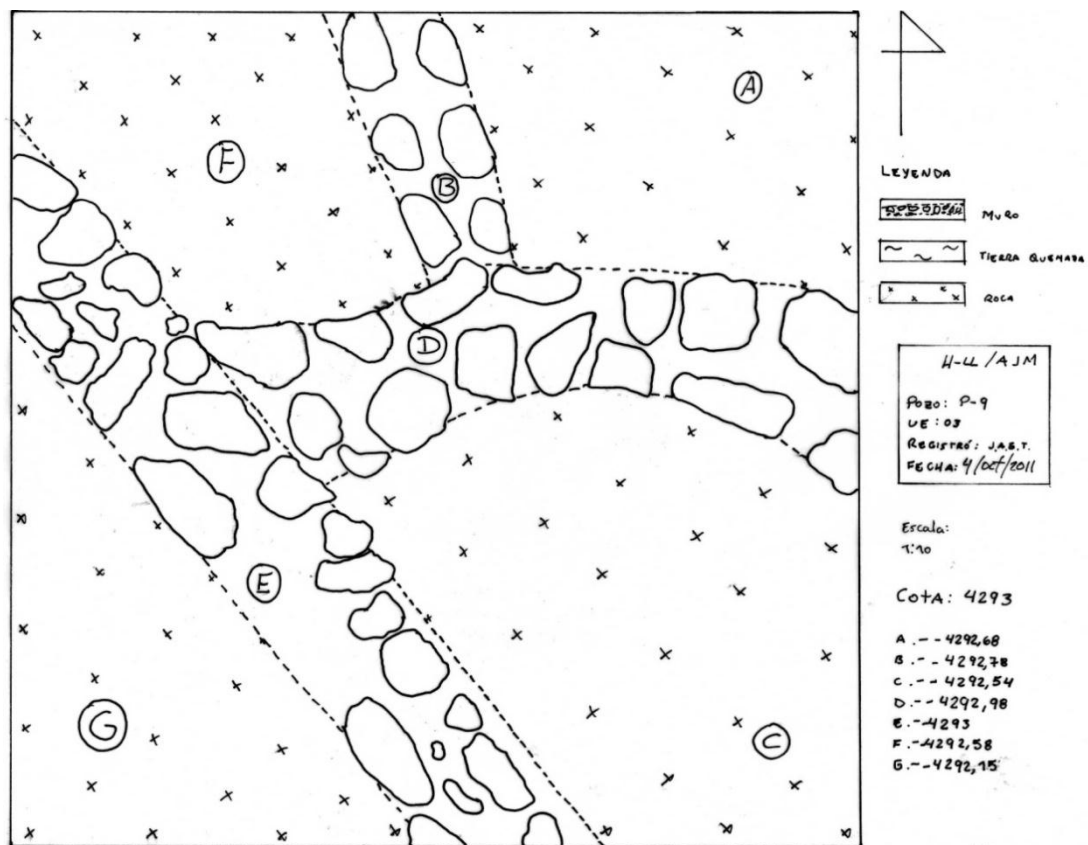 A
F
B
D
E
G
C
LEYENDA
MURO
TIERRA QUEMADA
ROCA
H-LL / AJM
POZO: P-9
UE: 03
REGISTRÓ: J.A.G.T.
FECHA: 4/oct/2011
Escala:
1:10
COTA: 4293
A.-- 4292,68
B.-- 4292,78
C.-- 4292,54
D.-- 4292,98
E.-4293
F.-4292,58
G.--4292,15